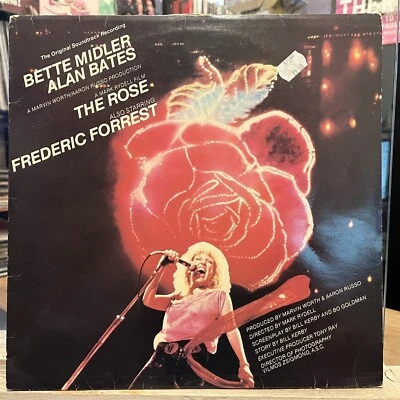 The Original Soundtrack Recording
BETTE MIDLER
ALAN BATES
A MARVIN WORTH/AARON RUSSO PRODUCTION
A MARK RYDELL FILM
THE ROSE
ALSO STARRING
FREDERIC FORREST
PRODUCED BY MARVIN WORTH & AARON RUSSO
DIRECTED BY MARK RYDELL
SCREENPLAY BY BILL KERBY AND BO GOLDMAN
STORY BY BILL KERBY
EXECUTIVE PRODUCER TONY RAY
DIRECTOR OF PHOTOGRAPHY
VILMOS ZSIGMOND, A.S.C.